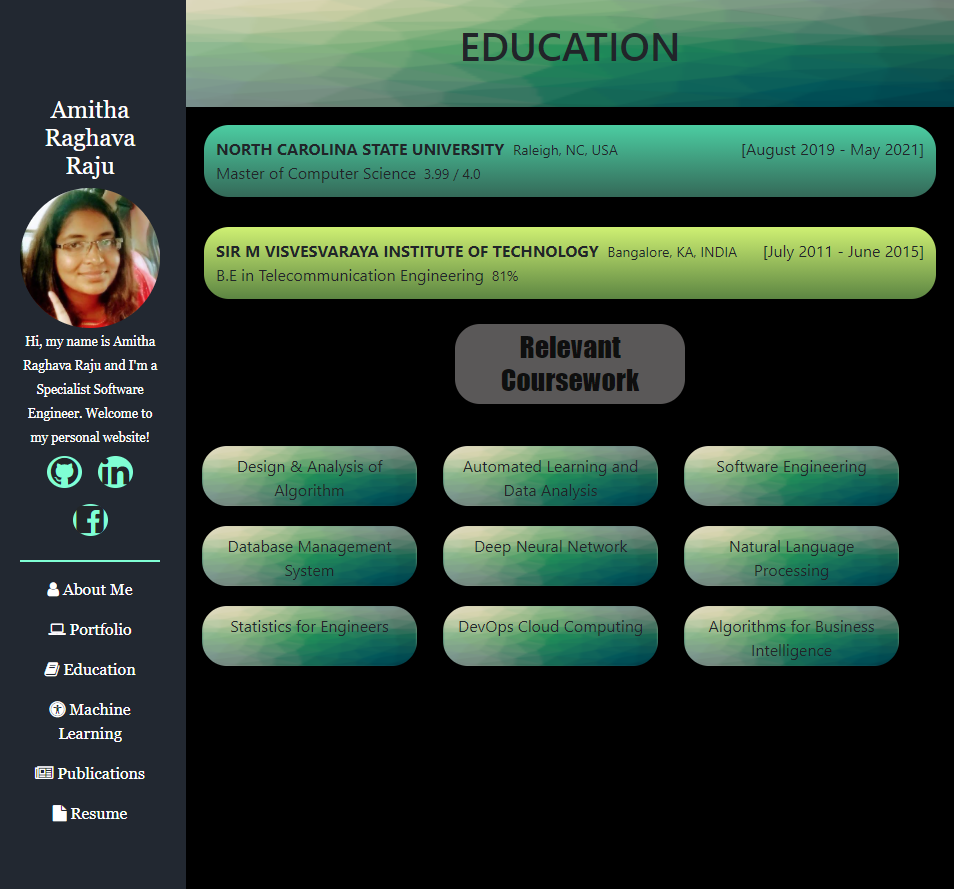 Amitha
Raghava
Raju
Hi, my name is Amitha
Raghava Raju and I'm a
Specialist Software
Engineer. Welcome to
my personal website!
About Me
Portfolio
Education
Machine
Learning
Publications
Resume
EDUCATION
NORTH CAROLINA STATE UNIVERSITY Raleigh, NC, USA [August 2019 - May 2021]
Master of Computer Science 3.99 / 4.0
SIR M VISVESVARAYA INSTITUTE OF TECHNOLOGY Bangalore, KA, INDIA [July 2011 - June 2015]
B.E in Telecommunication Engineering 81%
Relevant
Coursework
Design & Analysis of
Algorithm
Automated Learning and
Data Analysis
Software Engineering
Database Management
System
Deep Neural Network
Natural Language
Processing
Statistics for Engineers
DevOps Cloud Computing
Algorithms for Business
Intelligence